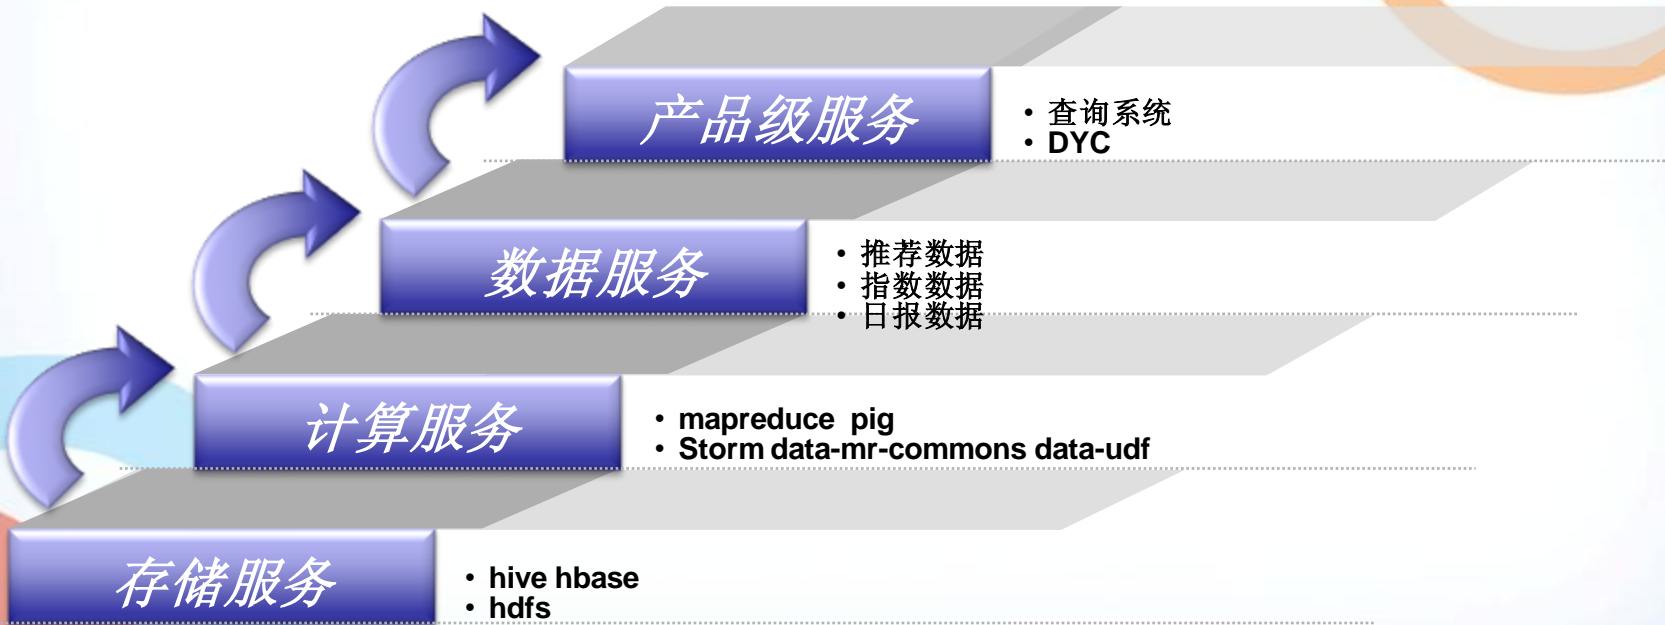 产品级服务
• 查询系统
• DYC
数据服务
• 推荐数据
• 指数数据
• 日报数据
计算服务
• mapreduce pig
• Storm data-mr-commons data-udf
存储服务
• hive hbase
• hdfs